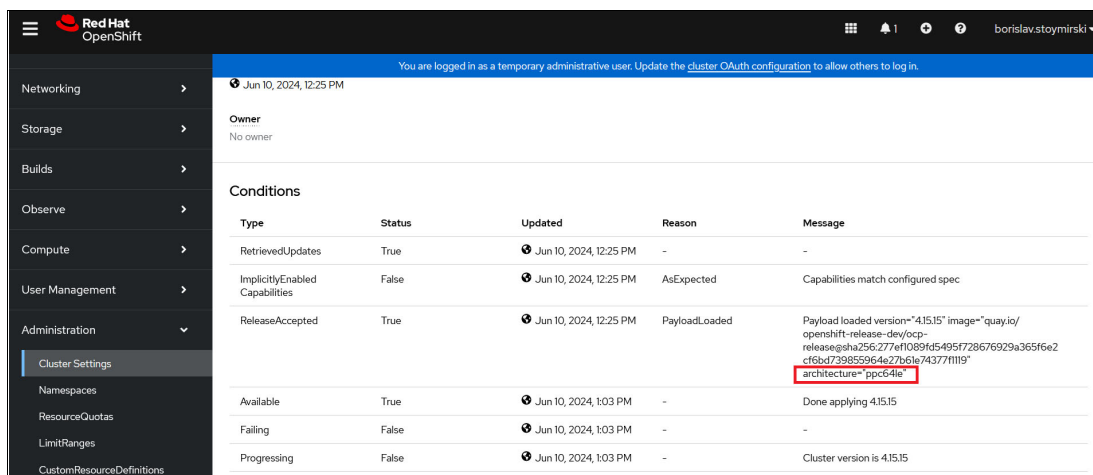 Red Hat
OpenShift
1
borislav.stoymirski
You are logged in as a temporary administrative user. Update the cluster OAuth configuration to allow others to log in.
Networking
Storage
Builds
Observe
Compute
User Management
Administration
Cluster Settings
Namespaces
ResourceQuotas
LimitRanges
CustomResourceDefinitions
Jun 10, 2024, 12:25 PM
Owner
No owner
Conditions
Type Status Updated Reason Message
RetrievedUpdates True Jun 10, 2024, 12:25 PM - -
ImplicitlyEnabled False Jun 10, 2024, 12:25 PM AsExpected Capabilities match configured spec
Capabilities
ReleaseAccepted True Jun 10, 2024, 12:25 PM PayloadLoaded Payload loaded version="4.15.15" image="quay.io/
openshift-release-dev/ocp-
release@sha256:277ef1089fd5495f728676929a365f6e2
cf6bd739855964e27b61e74377f1119"
architecture="ppc64le"
Available True Jun 10, 2024, 1:03 PM - Done applying 4.15.15
Failing False Jun 10, 2024, 1:03 PM - -
Progressing False Jun 10, 2024, 1:03 PM - Cluster version is 4.15.15